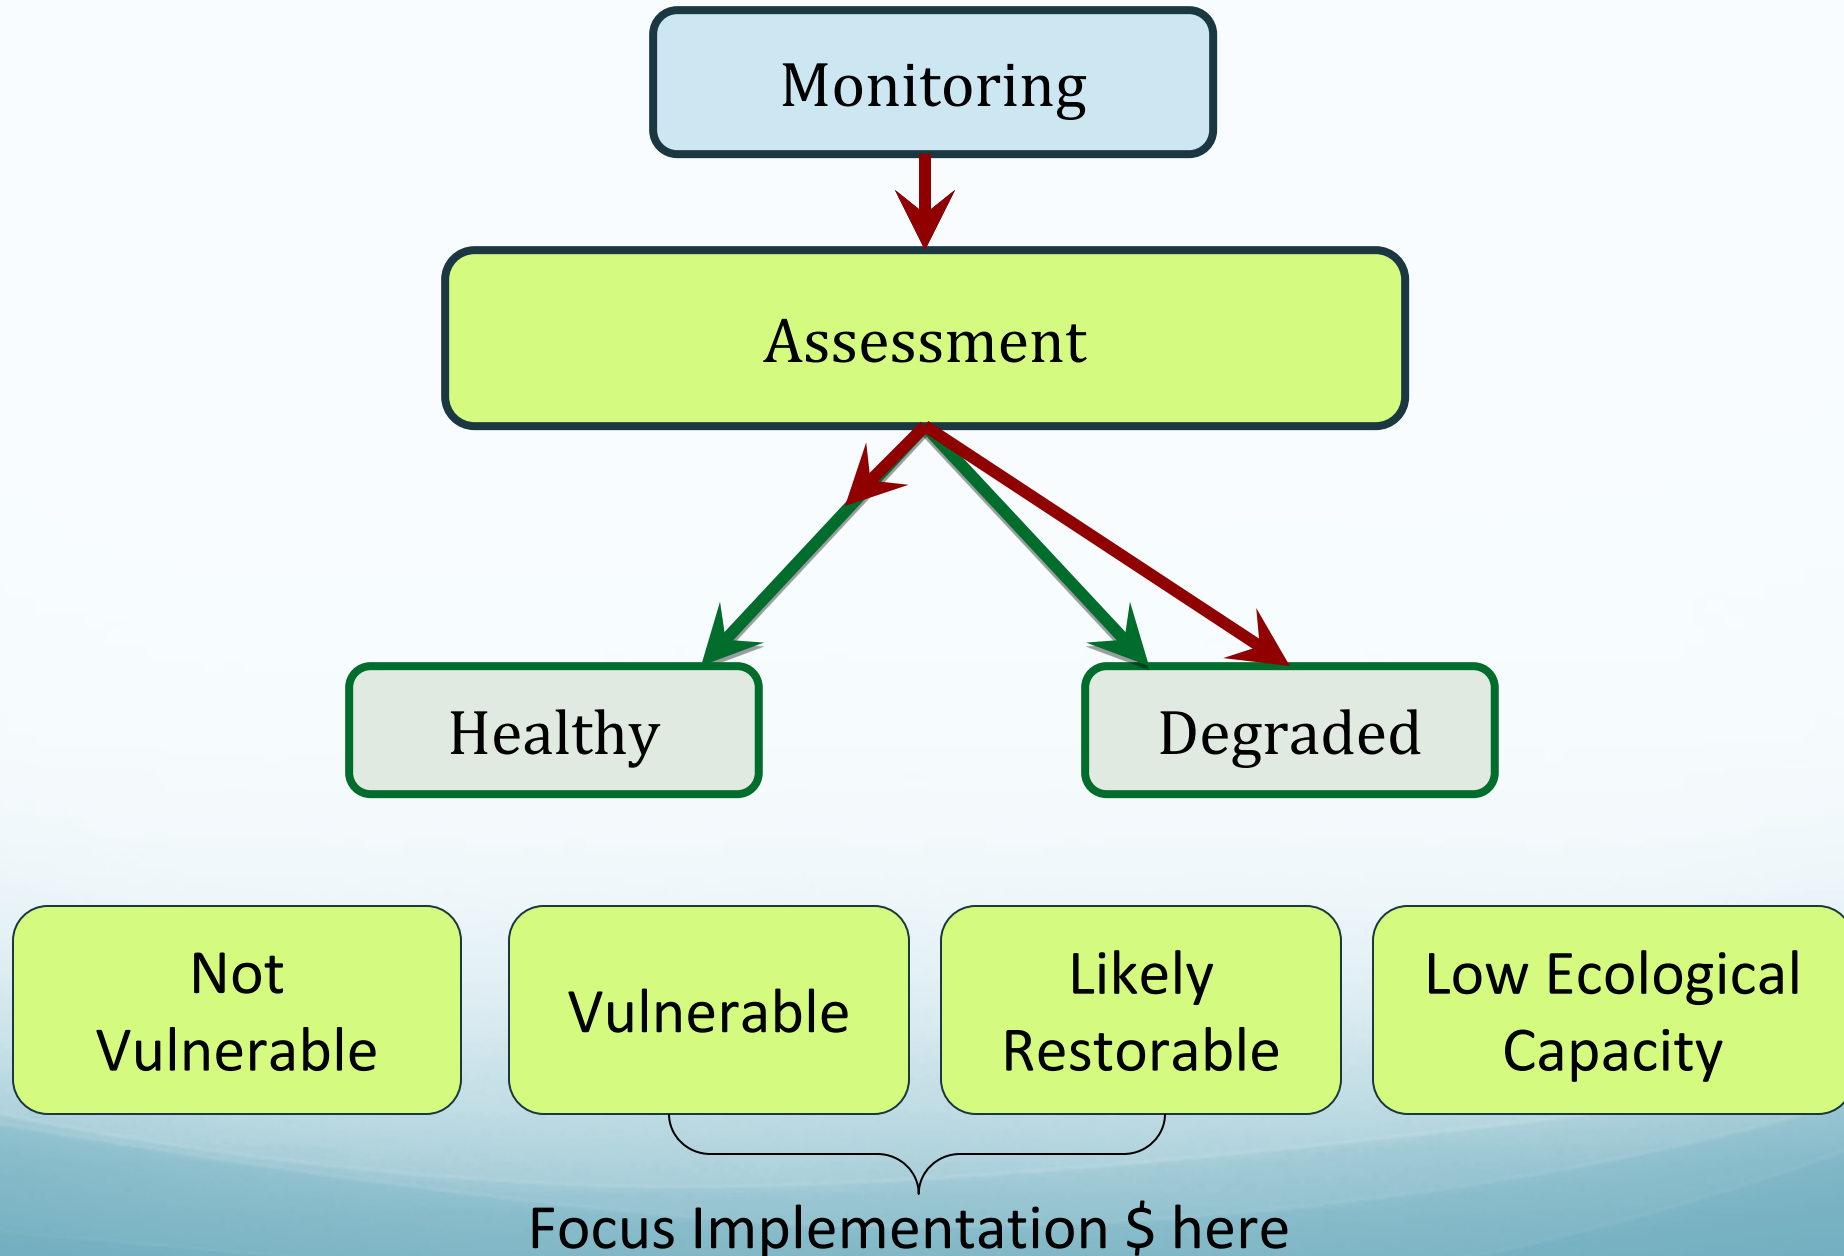 Monitoring
Assessment
Healthy
Degraded
Not
Vulnerable
Vulnerable
Likely
Restorable
Low Ecological
Capacity
Focus Implementation $ here